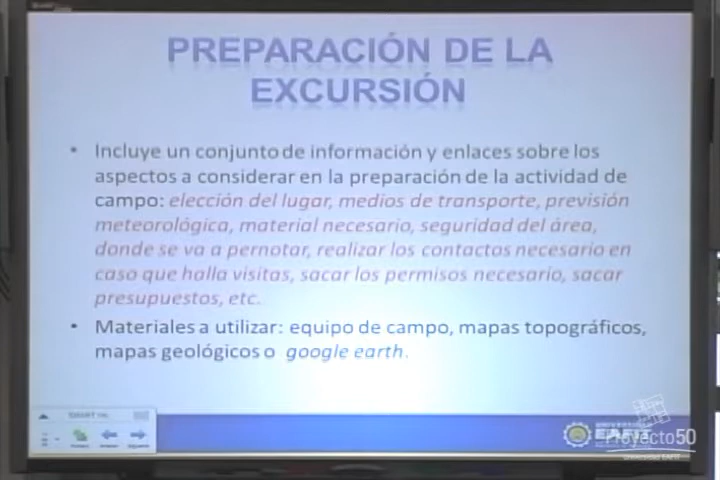 PREPARACIÓN DE LA
EXCURSIÓN
• Incluye un conjunto de información y enlaces sobre los
aspectos a considerar en la preparación de la actividad de
campo: elección del lugar, medios de transporte, previsión
meteorológica, material necesario, seguridad del área,
donde se va a pernotar, realizar los contactos necesario en
caso que halla visitas, sacar los permisos necesario, sacar
presupuestos, etc.
• Materiales a utilizar: equipo de campo, mapas topográficos,
mapas geológicos o google earth.
EAFIT
Proyecto50